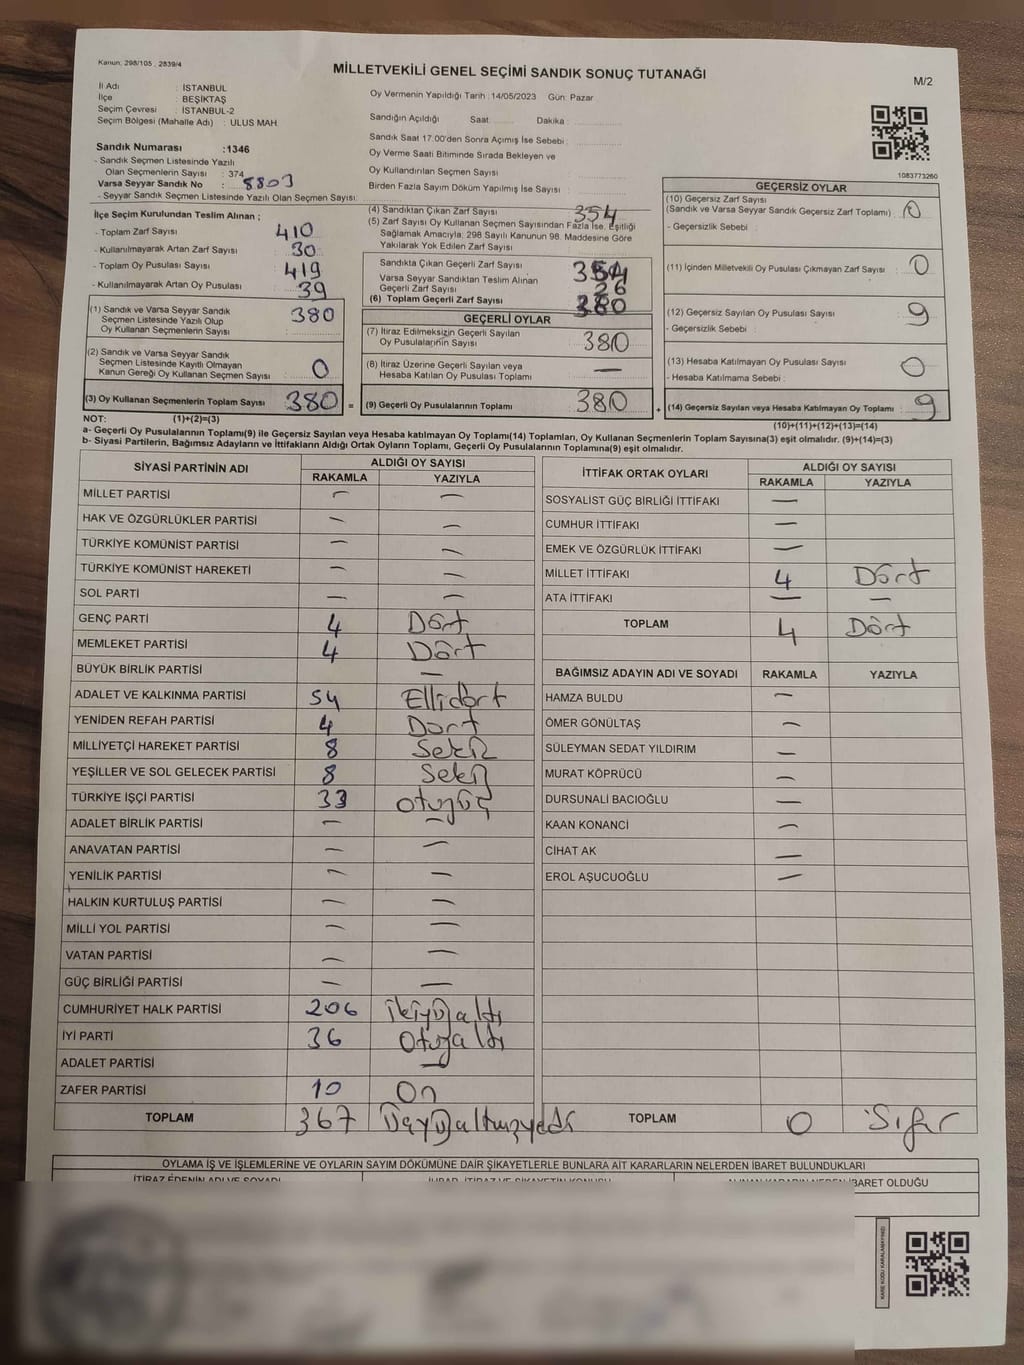 Kanun, 298/105 , 2839/4
MİLLETVEKİLİ GENEL SEÇİMİ SANDIK SONUÇ TUTANAĞI
M/2
İl Adı : İSTANBUL
İlçe : BEŞİKTAŞ
Seçim Çevresi : İSTANBUL-2
Seçim Bölgesi (Mahalle Adı) : ULUS MAH.
Sandık Numarası :1346
- Sandık Seçmen Listesinde Yazılı
Olan Seçmenlerin Sayısı : 374
Varsa Seyyar Sandık No : 8803
- Seyyar Sandık Seçmen Listesinde Yazılı Olan Seçmen Sayısı:
Oy Vermenin Yapıldığı Tarih :14/05/2023 Gün: Pazar
Sandığın Açıldığı Saat: Dakika :
Sandık Saat 17.00'den Sonra Açımış İse Sebebi :
Oy Verme Saati Bitiminde Sırada Bekleyen ve
Oy Kullandırılan Seçmen Sayısı
Birden Fazla Sayım Döküm Yapılmış İse Sayısı :
1083773260
İlçe Seçim Kurulundan Teslim Alınan ;
- Toplam Zarf Sayısı 410
- Kullanılmayarak Artan Zarf Sayısı 30
- Toplam Oy Pusulası Sayısı 419
- Kullanılmayarak Artan Oy Pusulası 39
(1) Sandık ve Varsa Seyyar Sandık
Seçmen Listesinde Yazılı Olup
Oy Kullanan Seçmenlerin Sayısı 380
(2) Sandık ve Varsa Seyyar Sandık
Seçmen Listesinde Kayıtlı Olmayan
Kanun Gereği Oy Kullanan Seçmen Sayısı 0
(3) Oy Kullanan Seçmenlerin Toplam Sayısı 380 =
(4) Sandıktan Çıkan Zarf Sayısı 354
(5) Zarf Sayısı Oy Kullanan Seçmen Sayısından Fazla İse, Eşitliği
Sağlamak Amacıyla, 298 Sayılı Kanunun 98. Maddesine Göre
Yakılarak Yok Edilen Zarf Sayısı
Sandıkta Çıkan Geçerli Zarf Sayısı 354
Varsa Seyyar Sandıktan Teslim Alınan
Geçerli Zarf Sayısı 26
(6) Toplam Geçerli Zarf Sayısı 380
GEÇERLİ OYLAR
(7) İtiraz Edilmeksizin Geçerli Sayılan
Oy Pusulalarının Sayısı 380
(8) İtiraz Üzerine Geçerli Sayılan veya
Hesaba Katılan Oy Pusulası Toplamı —
(9) Geçerli Oy Pusulalarının Toplamı 380 +
GEÇERSİZ OYLAR
(10) Geçersiz Zarf Sayısı
(Sandık ve Varsa Seyyar Sandık Geçersiz Zarf Toplamı) : 0
- Geçersizlik Sebebi :
(11) İçinden Milletvekili Oy Pusulası Çıkmayan Zarf Sayısı : 0
(12) Geçersiz Sayılan Oy Pusulası Sayısı : 9
- Geçersizlik Sebebi :
(13) Hesaba Katılmayan Oy Pusulası Sayısı : 0
- Hesaba Katılmama Sebebi :
(14) Geçersiz Sayılan veya Hesaba Katılmayan Oy Toplamı : 9
NOT: (1)+(2)=(3) (10)+(11)+(12)+(13)=(14)
a- Geçerli Oy Pusulalarının Toplamı(9) ile Geçersiz Sayılan veya Hesaba katılmayan Oy Toplamı(14) Toplamları, Oy Kullanan Seçmenlerin Toplam Sayısına(3) eşit olmalıdır. (9)+(14)=(3)
b- Siyasi Partilerin, Bağımsız Adayların ve İttifakların Aldığı Ortak Oyların Toplamı, Geçerli Oy Pusulalarının Toplamına(9) eşit olmalıdır.
SİYASİ PARTİNİN ADI ALDIĞI OY SAYISI
RAKAMLA YAZIYLA
MİLLET PARTİSİ — —
HAK VE ÖZGÜRLÜKLER PARTİSİ — —
TÜRKİYE KOMÜNİST PARTİSİ — —
TÜRKİYE KOMÜNİST HAREKETİ — —
SOL PARTİ — —
GENÇ PARTİ 4 Dört
MEMLEKET PARTİSİ 4 Dört
BÜYÜK BİRLİK PARTİSİ —
ADALET VE KALKINMA PARTİSİ 54 Ellidört
YENİDEN REFAH PARTİSİ 4 Dört
MİLLİYETÇİ HAREKET PARTİSİ 8 Sekiz
YEŞİLLER VE SOL GELECEK PARTİSİ 8 Sekiz
TÜRKİYE İŞÇİ PARTİSİ 33 otuzüç
ADALET BİRLİK PARTİSİ — —
ANAVATAN PARTİSİ — —
YENİLİK PARTİSİ — —
HALKIN KURTULUŞ PARTİSİ — —
MİLLİ YOL PARTİSİ — —
VATAN PARTİSİ — —
GÜÇ BİRLİĞİ PARTİSİ — —
CUMHURİYET HALK PARTİSİ 206 ikiyüzaltı
İYİ PARTİ 36 Otuzaltı
ADALET PARTİSİ —
ZAFER PARTİSİ 10 On
TOPLAM 367 Üçyüzaltmışyedi
İTTİFAK ORTAK OYLARI ALDIĞI OY SAYISI
RAKAMLA YAZIYLA
SOSYALİST GÜÇ BİRLİĞİ İTTİFAKI —
CUMHUR İTTİFAKI —
EMEK VE ÖZGÜRLÜK İTTİFAKI —
MİLLET İTTİFAKI 4 Dört
ATA İTTİFAKI — —
TOPLAM 4 Dört
BAĞIMSIZ ADAYIN ADI VE SOYADI RAKAMLA YAZIYLA
HAMZA BULDU —
ÖMER GÖNÜLTAŞ —
SÜLEYMAN SEDAT YILDIRIM —
MURAT KÖPRÜCÜ —
DURSUNALİ BACIOĞLU —
KAAN KONANCİ —
CİHAT AK —
EROL AŞUCUOĞLU —
TOPLAM 0 Sıfır
OYLAMA İŞ VE İŞLEMLERİNE VE OYLARIN SAYIM DÖKÜMÜNE DAİR ŞİKAYETLERLE BUNLARA AİT KARARLARIN NELERDEN İBARET BULUNDUKLARI
İTİRAZ EDENİN ADI VE SOYADI İBARET OLDUĞU
KARE KODU KARALAMAYINIZ!